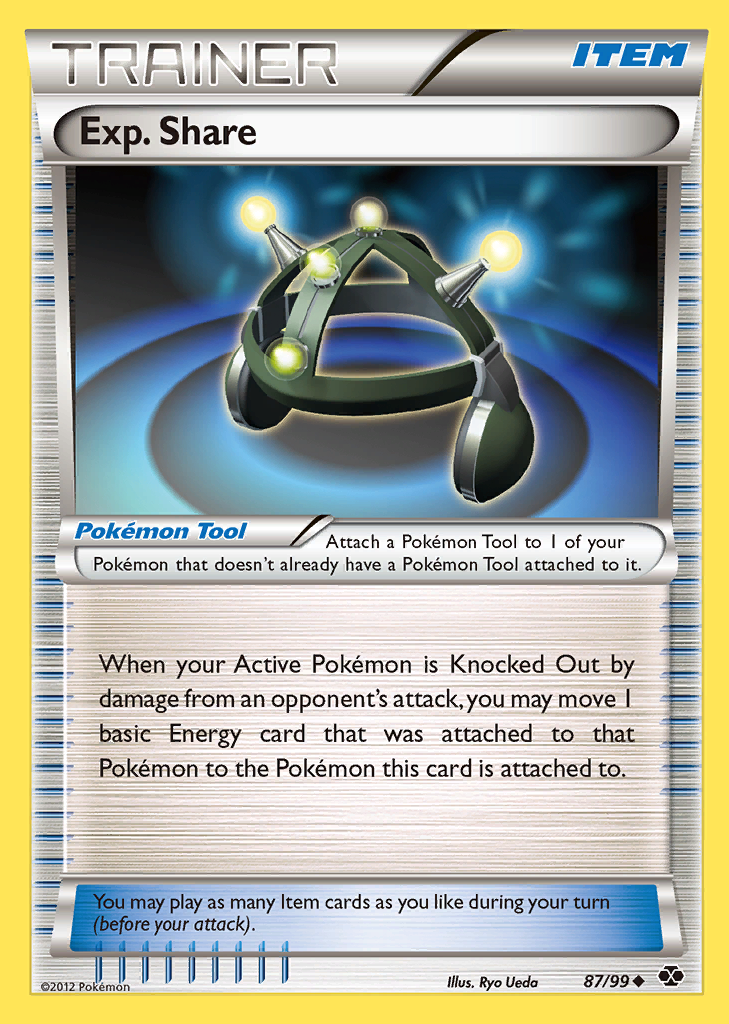 TRAINER
ITEM
Exp. Share
Pokémon Tool
Attach a Pokémon Tool to 1 of your
Pokémon that doesn't already have a Pokémon Tool attached to it.
When your Active Pokémon is Knocked Out by
damage from an opponent's attack, you may move 1
basic Energy card that was attached to that
Pokémon to the Pokémon this card is attached to.
You may play as many Item cards as you like during your turn
(before your attack).
©2012 Pokémon
Illus. Ryo Ueda
87/99